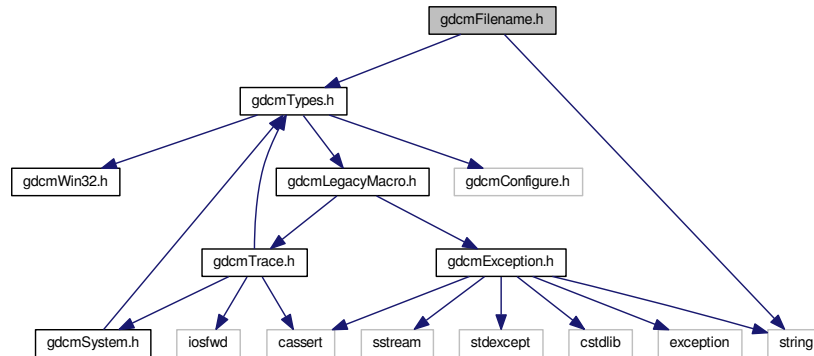 gdcmFilename.h
gdcmTypes.h
gdcmWin32.h
gdcmLegacyMacro.h
gdcmConfigure.h
gdcmTrace.h
gdcmException.h
gdcmSystem.h
iosfwd
cassert
sstream
stdexcept
cstdlib
exception
string